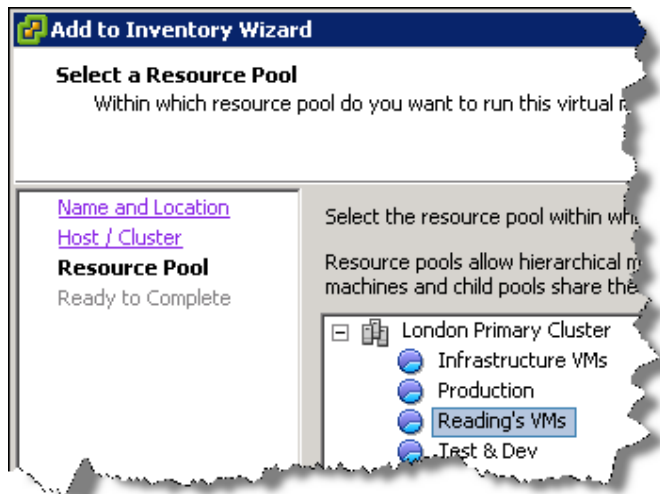 Add to Inventory Wizard
Select a Resource Pool
Within which resource pool do you want to run this virtual
Name and Location
Host / Cluster
Resource Pool
Ready to Complete
Select the resource pool within
Resource pools allow hierarchical
machines and child pools share the
London Primary Cluster
Infrastructure VMs
Production
Reading's VMs
Test & Dev